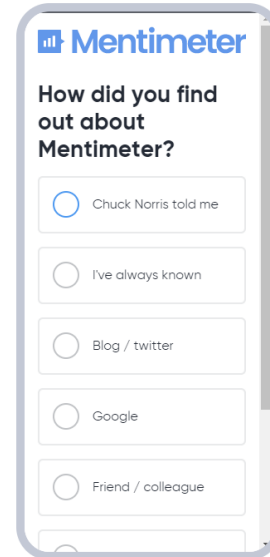 Mentimeter
How did you find
out about
Mentimeter?
Chuck Norris told me
I've always known
Blog / twitter
Google
Friend / colleague